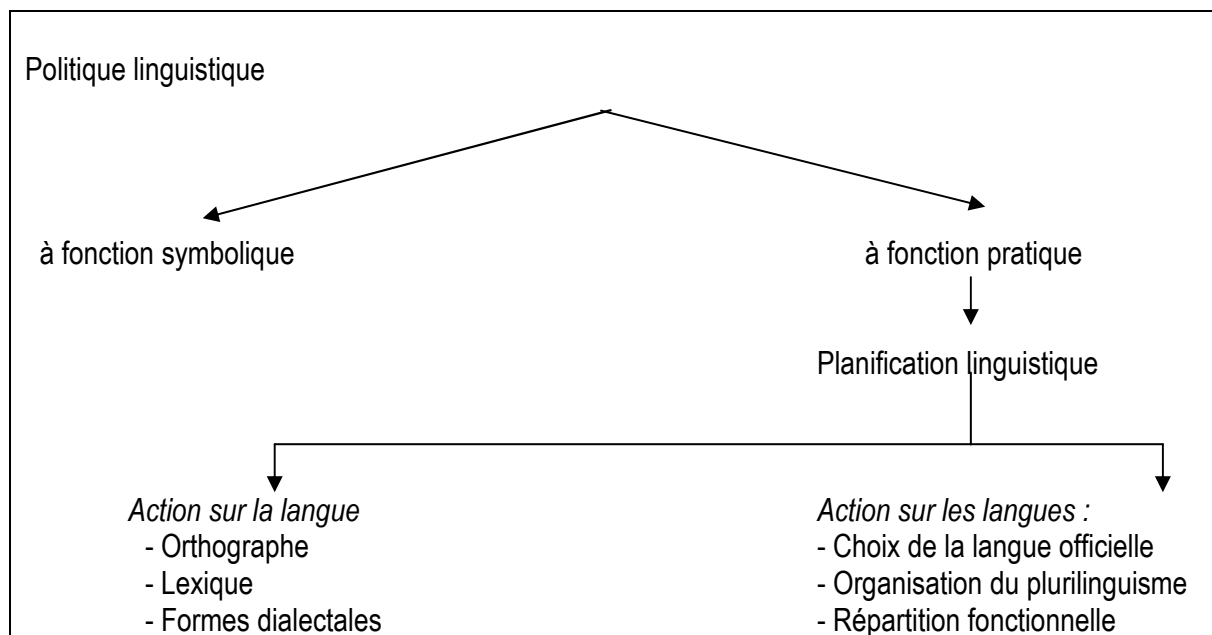 Politique linguistique
à fonction symbolique
à fonction pratique
Planification linguistique
Action sur la langue
- Orthographe
- Lexique
- Formes dialectales
Action sur les langues :
- Choix de la langue officielle
- Organisation du plurilinguisme
- Répartition fonctionnelle